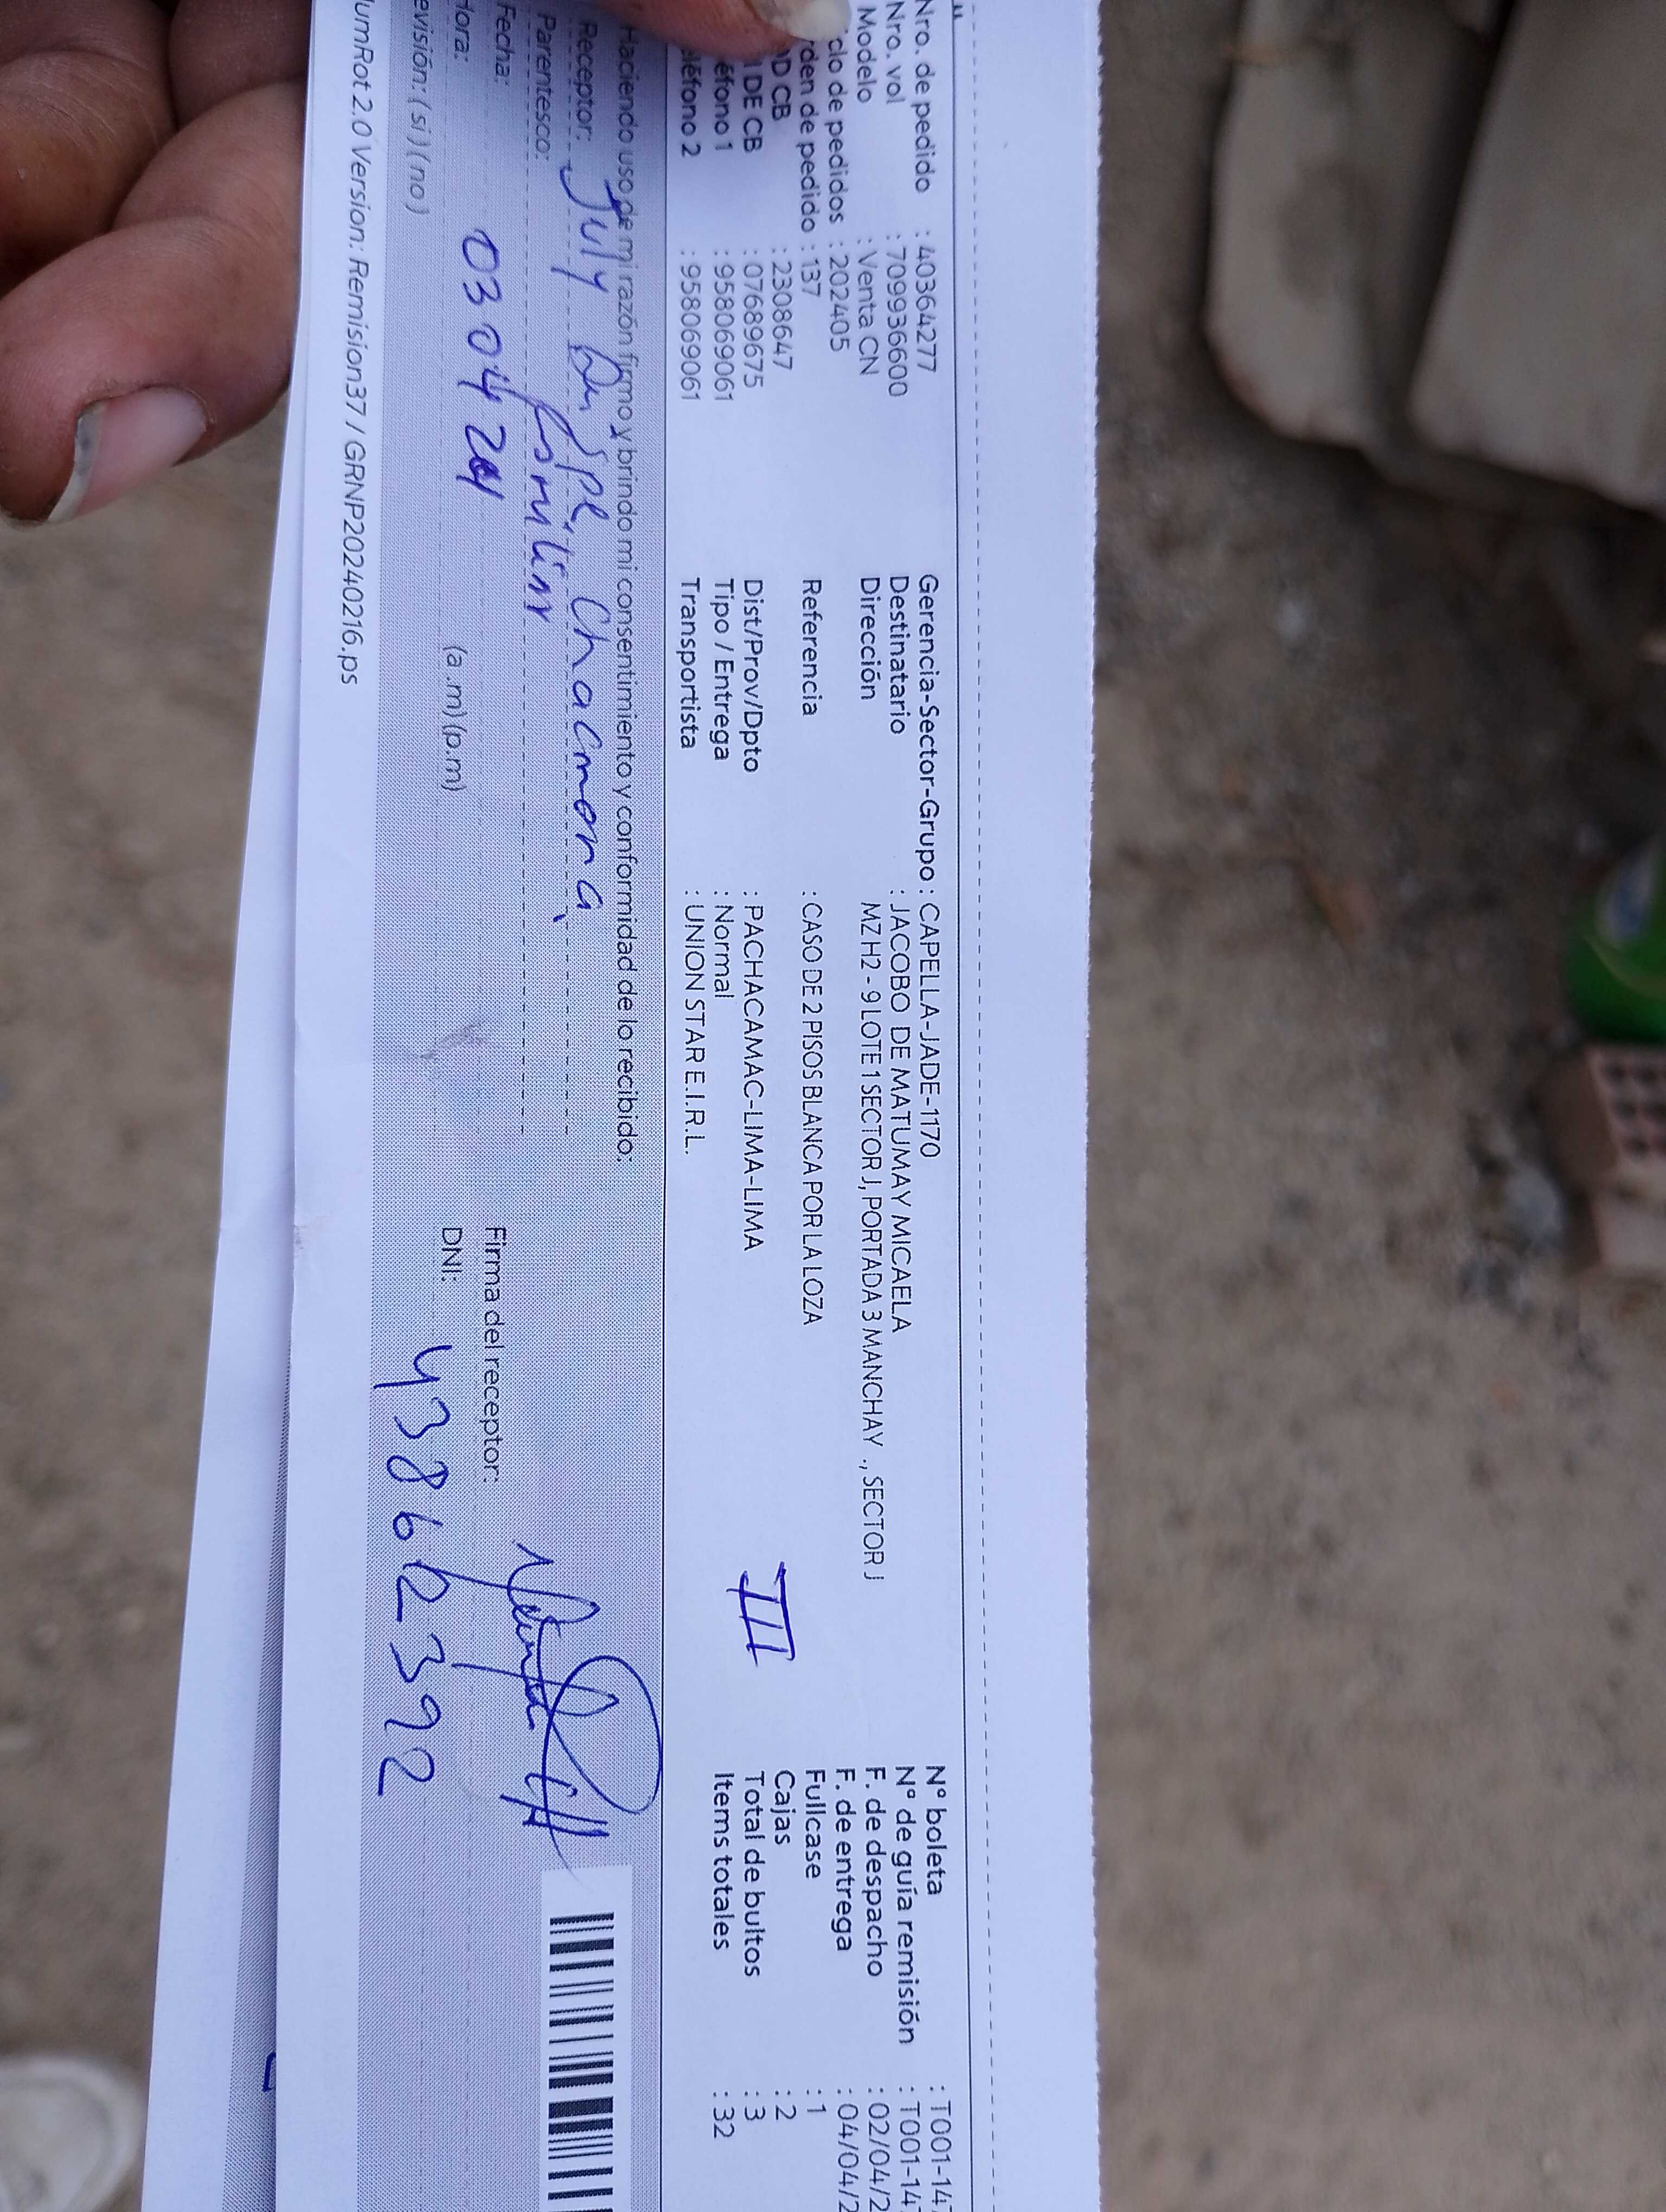 Nro. de pedido : 40364277
Nro. vol : 709936600
Modelo : Venta CN
clo de pedidos : 202405
rden de pedido : 137
D CB : 2308647
I DE CB : 07689675
éfono 1 : 958069061
léfono 2 : 958069061
Gerencia-Sector-Grupo : CAPELLA-JADE-1170
Destinatario : JACOBO DE MATUMAY MICAELA
Dirección MZH2 - 9 LOTE 1 SECTOR J, PORTADA 3 MANCHAY ., SECTOR J
Referencia : CASO DE 2 PISOS BLANCA POR LA LOZA
Dist/Prov/Dpto : PACHACAMAC-LIMA-LIMA
Tipo / Entrega : Normal
Transportista : UNION STAR E.I.R.L.
III
N° boleta : T001-147
N° de guía remisión : T001-147
F. de despacho : 02/04/2
F. de entrega : 04/04/2
Fullcase : 1
Cajas : 2
Total de bultos : 3
Items totales : 32
Haciendo uso de mi razón firmo y brindo mi consentimiento y conformidad de lo recibido:
Receptor: July Chacmana
Parentesco:
Fecha: 03 04 24
Hora: (a.m) (p.m)
evisión: (si) (no)
Firma del receptor:
DNI: 43862392
umRot 2.0 Version: Remision37 / GRNP20240216.ps